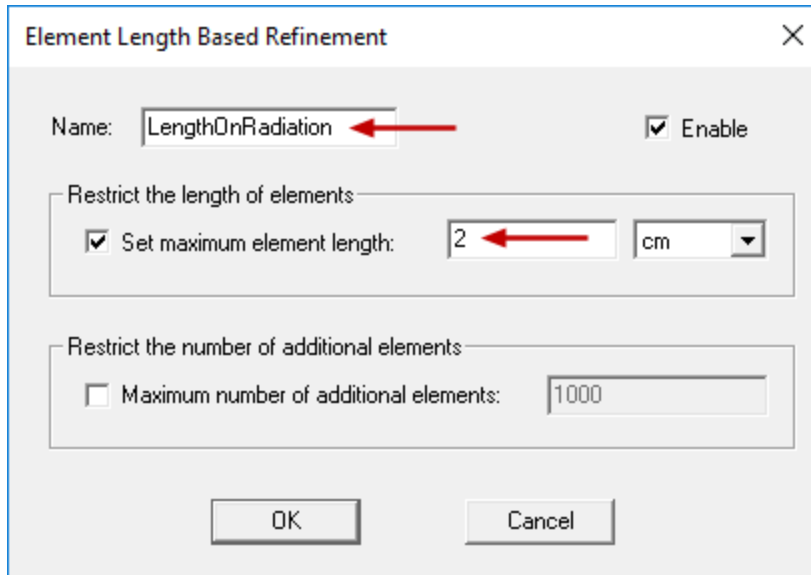 Element Length Based Refinement
Name: LengthOnRadiation Enable
Restrict the length of elements
Set maximum element length: 2 cm
Restrict the number of additional elements
Maximum number of additional elements: 1000
OK Cancel